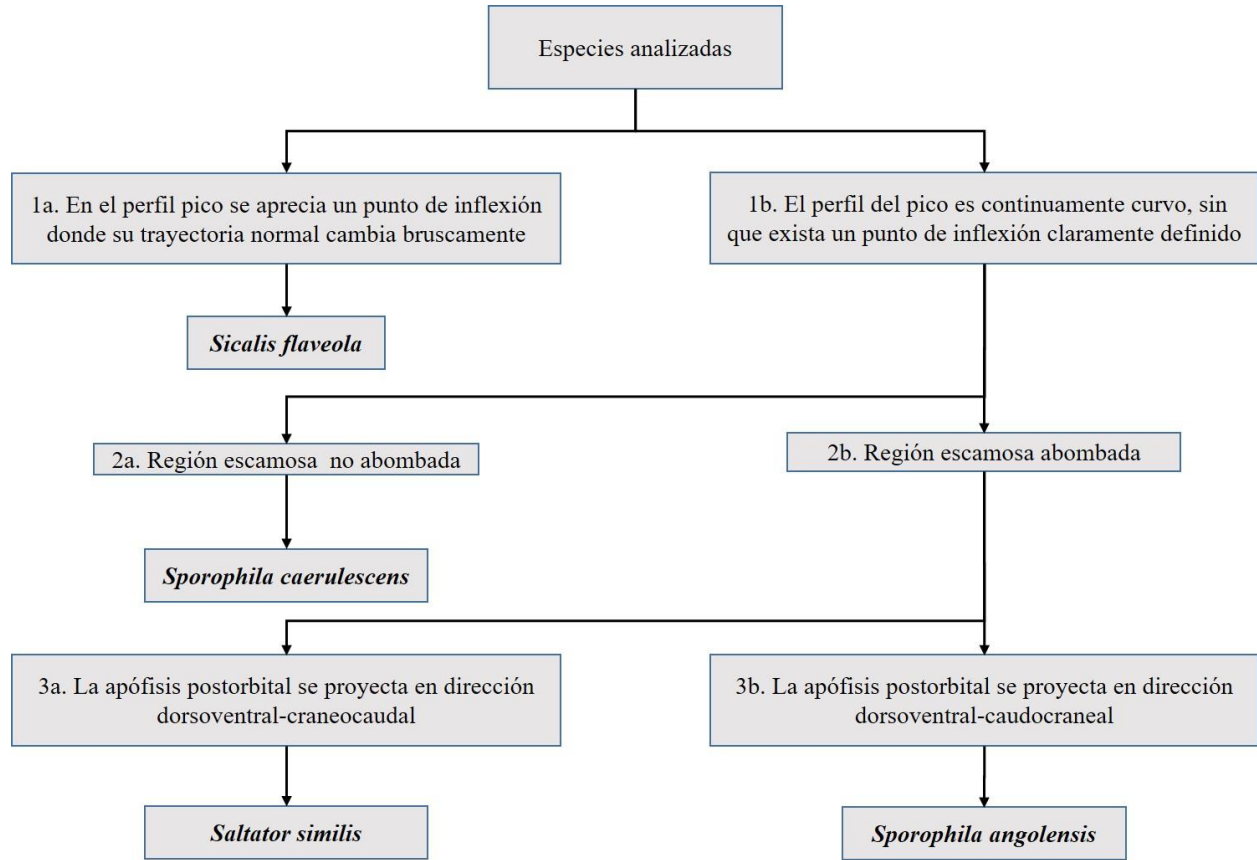 Especies analizadas
1a. En el perfil pico se aprecia un punto de inflexión
donde su trayectoria normal cambia bruscamente
1b. El perfil del pico es continuamente curvo, sin
que exista un punto de inflexión claramente definido
Sicalis flaveola
2a. Región escamosa no abombada
2b. Región escamosa abombada
Sporophila caerulescens
3a. La apófisis postorbital se proyecta en dirección
dorsoventral-craneocaudal
3b. La apófisis postorbital se proyecta en dirección
dorsoventral-caudocraneal
Saltator similis
Sporophila angolensis